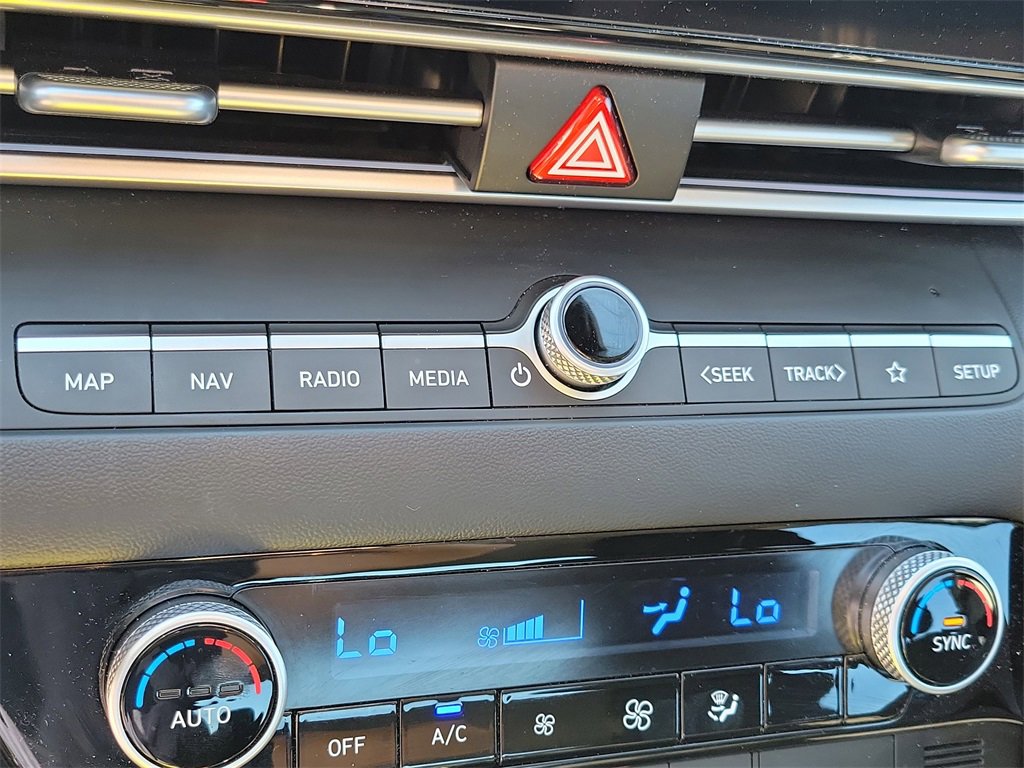 MAP NAV RADIO MEDIA <SEEK TRACK> SETUP
Lo Lo
AUTO OFF A/C SYNC